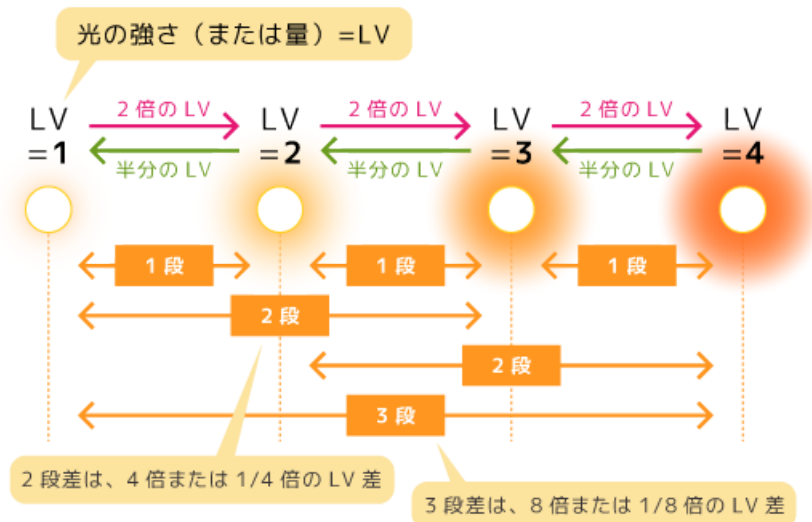 光の強さ（または量）=LV
LV
=1
2倍のLV
半分のLV
LV
=2
2倍のLV
半分のLV
LV
=3
2倍のLV
半分のLV
LV
=4
1段
1段
1段
2段
2段
3段
2段差は、4倍または1/4倍のLV差
3段差は、8倍または1/8倍のLV差